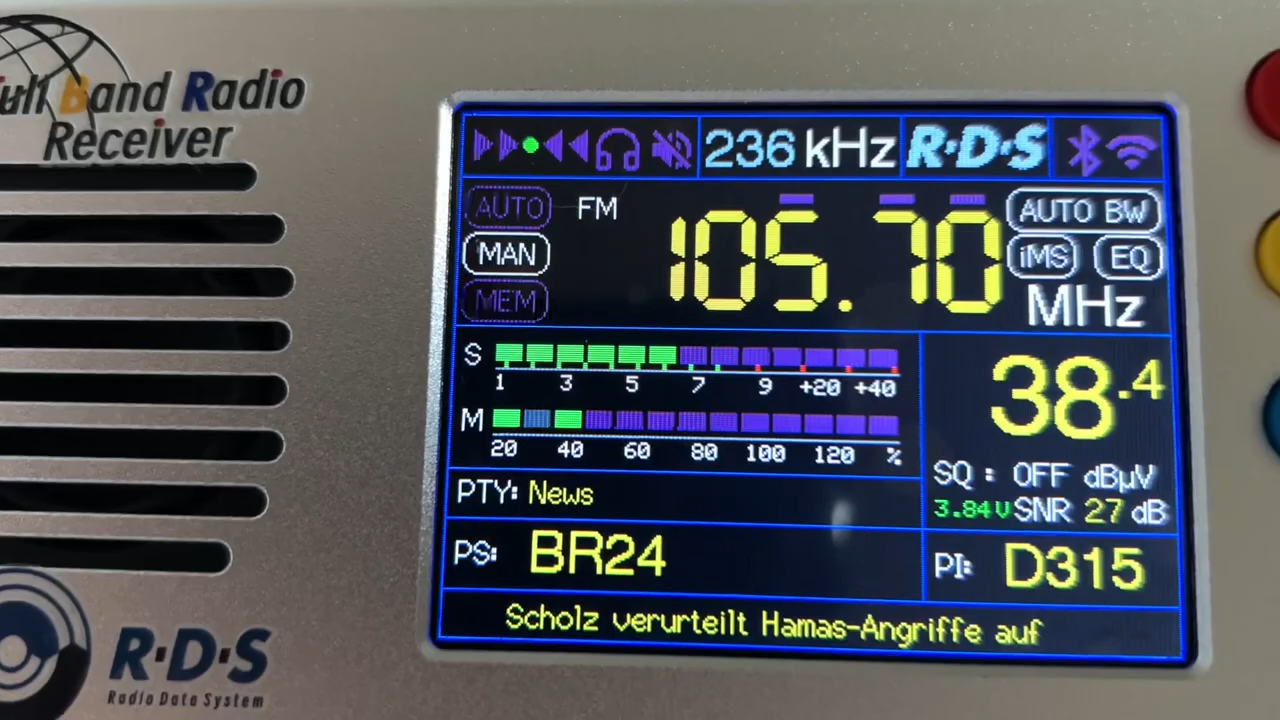 Full Band Radio
Receiver
236 kHz R·D·S
AUTO FM 105.70 AUTO BW
MAN iMS EQ
MEM MHz
S
1 3 5 7 9 +20 +40
M
20 40 60 80 100 120 %
38.4
SQ : OFF dBµV
3.84V SNR 27 dB
PTY: News
PS: BR24
PI: D315
Scholz verurteilt Hamas-Angriffe auf
R·D·S
Radio Data System